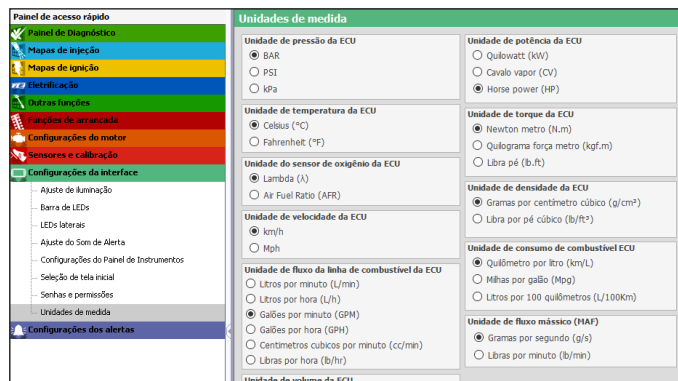 Painel de acesso rápido
Painel de Diagnóstico
Mapas de injeção
Mapas de ignição
Eletrificação
Outras funções
Funções de arrancada
Configurações do motor
Sensores e calibração
Configurações da interface
Ajuste de iluminação
Barra de LEDs
LEDs laterais
Ajuste do Som de Alerta
Configurações do Painel de Instrumentos
Seleção de tela inicial
Senhas e permissões
Unidades de medida
Configurações dos alertas
Unidades de medida
Unidade de pressão da ECU
BAR
PSI
kPa
Unidade de temperatura da ECU
Celsius (°C)
Fahrenheit (°F)
Unidade do sensor de oxigênio da ECU
Lambda (λ)
Air Fuel Ratio (AFR)
Unidade de velocidade da ECU
km/h
Mph
Unidade de fluxo da linha de combustível da ECU
Litros por minuto (L/min)
Litros por hora (L/h)
Galões por minuto (GPM)
Galões por hora (GPH)
Centimetros cubicos por minuto (cc/min)
Libras por hora (lb/hr)
Unidade de volume da ECU
Unidade de potência da ECU
Quilowatt (kW)
Cavalo vapor (CV)
Horse power (HP)
Unidade de torque da ECU
Newton metro (N.m)
Quilograma força metro (kgf.m)
Libra pé (lb.ft)
Unidade de densidade da ECU
Gramas por centímetro cúbico (g/cm³)
Libra por pé cúbico (lb/ft³)
Unidade de consumo de combustível ECU
Quilômetro por litro (km/L)
Milhas por galão (Mpg)
Litros por 100 quilômetros (L/100Km)
Unidade de fluxo mássico (MAF)
Gramas por segundo (g/s)
Libras por minuto (lb/min)